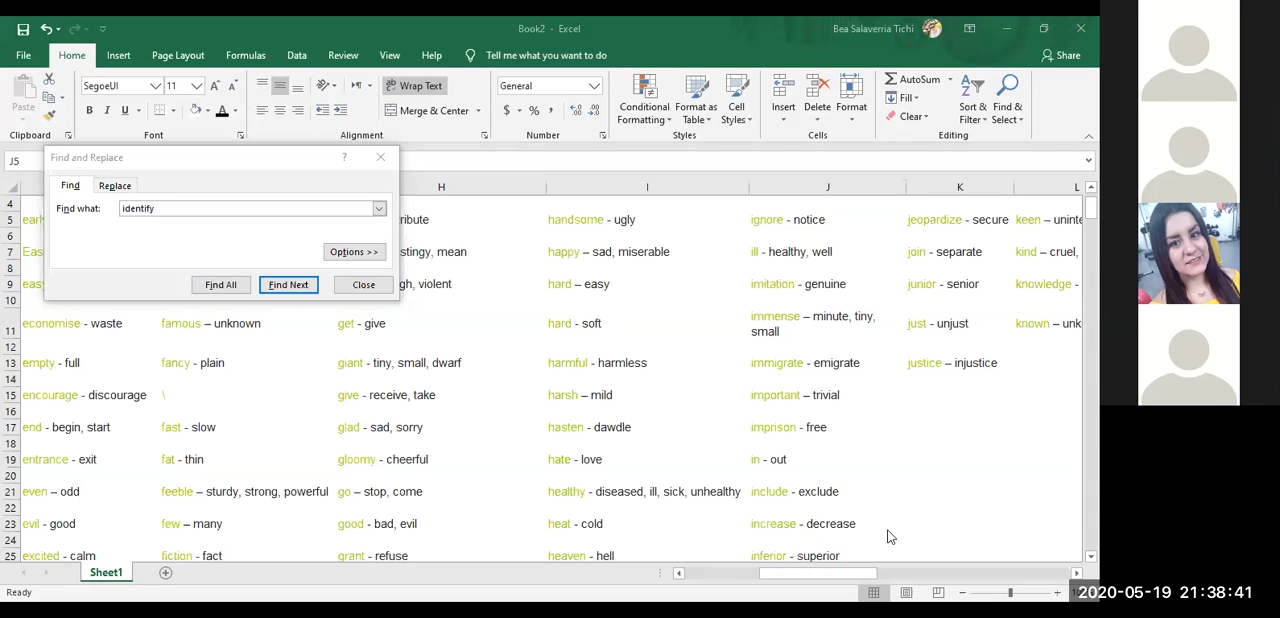 Book2 - Excel
Bea Salaverria Tichi
File Home Insert Page Layout Formulas Data Review View Help Tell me what you want to do Share
Paste
SegoeUI 11
B I U
Wrap Text
Merge & Center
General
$ % ,
Conditional Formatting
Format as Table
Cell Styles
Insert Delete Format
AutoSum
Fill
Clear
Sort & Filter
Find & Select
Clipboard Font Alignment Number Styles Cells Editing
J5
Find and Replace ?
Find Replace
Find what: identify
Options >>
Find All Find Next Close
H I J K L
4
5 handsome - ugly ignore - notice jeopardize - secure
6
7 stingy, mean happy – sad, miserable ill - healthy, well join - separate kind – cruel,
8
9 violent hard – easy imitation - genuine junior - senior knowledge -
10
11 economise - waste famous – unknown get - give hard - soft immense – minute, tiny, small just - unjust
12
13 empty - full fancy - plain giant - tiny, small, dwarf harmful - harmless immigrate - emigrate justice – injustice
14
15 encourage - discourage \ give - receive, take harsh – mild important – trivial
16
17 end - begin, start fast - slow glad - sad, sorry hasten - dawdle imprison - free
18
19 entrance - exit fat - thin gloomy - cheerful hate - love in - out
20
21 even – odd feeble – sturdy, strong, powerful go – stop, come healthy - diseased, ill, sick, unhealthy include - exclude
22
23 evil - good few – many good - bad, evil heat - cold increase - decrease
24
25 excited - calm fiction - fact grant - refuse heaven - hell inferior - superior
Sheet1
Ready
2020-05-19 21:38:41